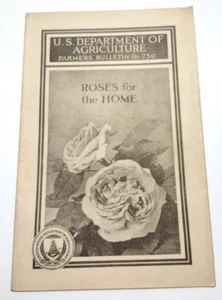 U.S. DEPARTMENT OF
AGRICULTURE
FARMERS' BULLETIN No. 750
ROSES for
the HOME